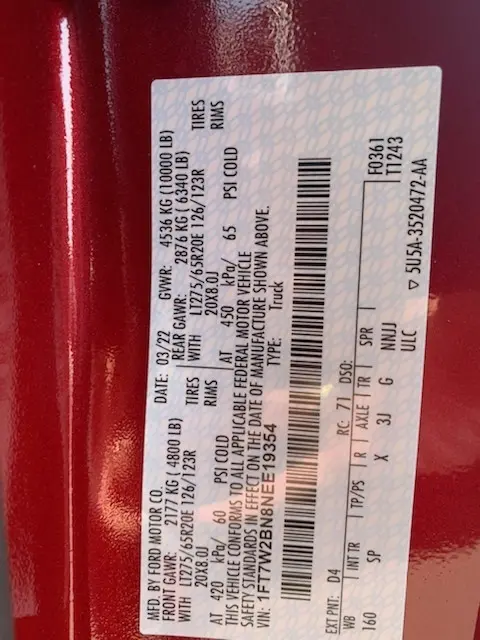 MFD. BY FORD MOTOR CO. DATE: 03/22 GVWR: 4536 KG (10000 LB)
FRONT GAWR: 2177 KG ( 4800 LB) REAR GAWR: 2876 KG ( 6340 LB)
WITH LT275/65R20E 126/123R TIRES WITH LT275/65R20E 126/123R TIRES
20X8.0J RIMS 20X8.0J RIMS
AT 420 kPa/ 60 PSI COLD AT 450 kPa/ 65 PSI COLD
THIS VEHICLE CONFORMS TO ALL APPLICABLE FEDERAL MOTOR VEHICLE
SAFETY STANDARDS IN EFFECT ON THE DATE OF MANUFACTURE SHOWN ABOVE.
VIN: 1FT7W2BN8NEE19354 TYPE: Truck
EXT PNT: D4 RC: 71 DSO: F0361
WB INT TR TP/PS R AXLE TR SPR TT1243
160 SP X 3J G NNJJ
ULC
▽ 5U5A-3520472-AA